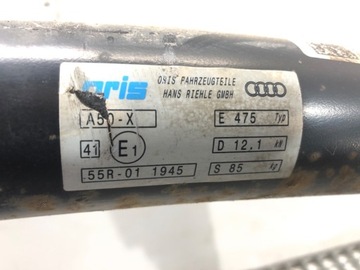 oris
ORIS FAHRZEUGTEILE
HANS RIEHLE GMBH
A50-X
E 475 Typ
41 E1
D 12.1 kN
55R-01 1945
S 85 kg